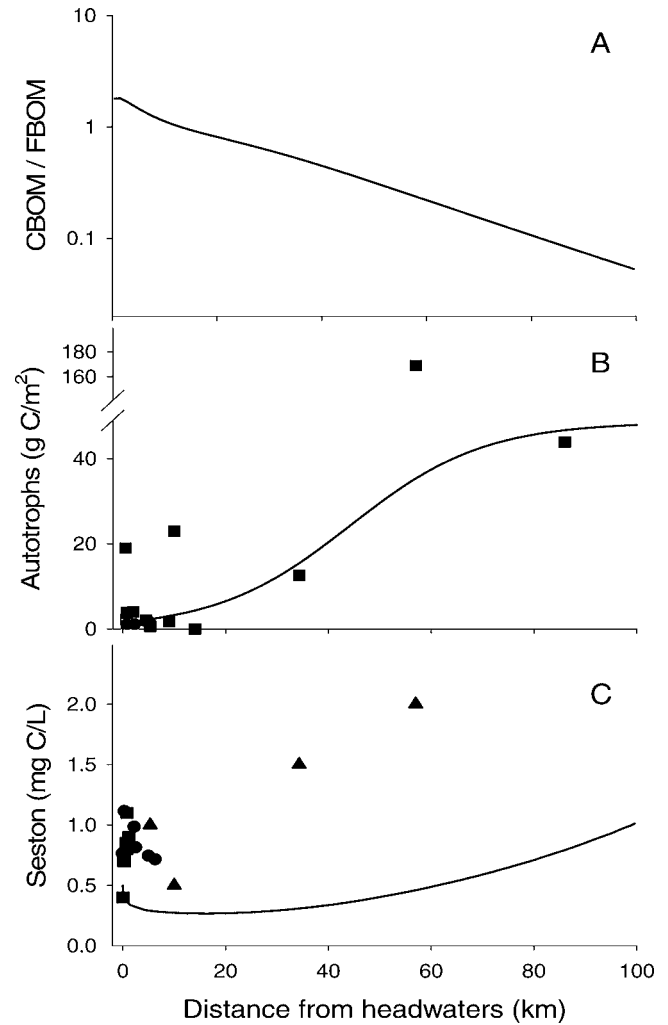 10
A
1
0.1
CBOM / FBOM
180
160
B
40
20
0
Autotrophs (g C/m²)
C
2.0
1.5
1.0
0.5
0.0
Seston (mg C/L)
0 20 40 60 80 100
Distance from headwaters (km)